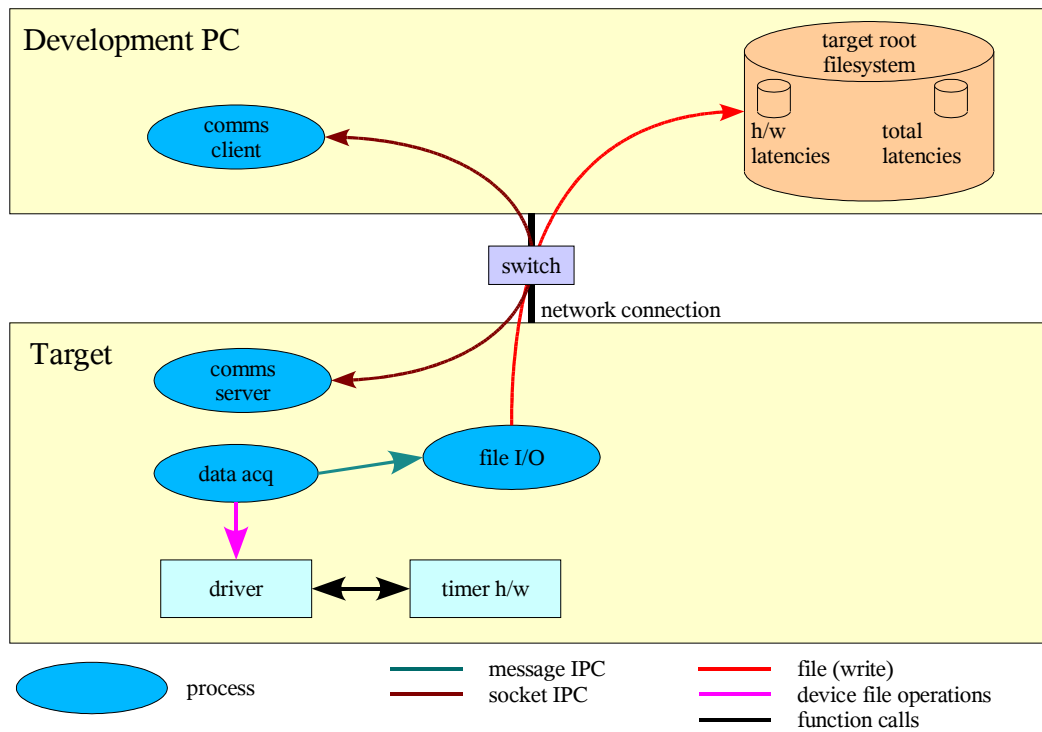 Development PC
target root
filesystem
comms
client
h/w
latencies
total
latencies
switch
network connection
Target
comms
server
data acq
file I/O
driver
timer h/w
process
message IPC
socket IPC
file (write)
device file operations
function calls